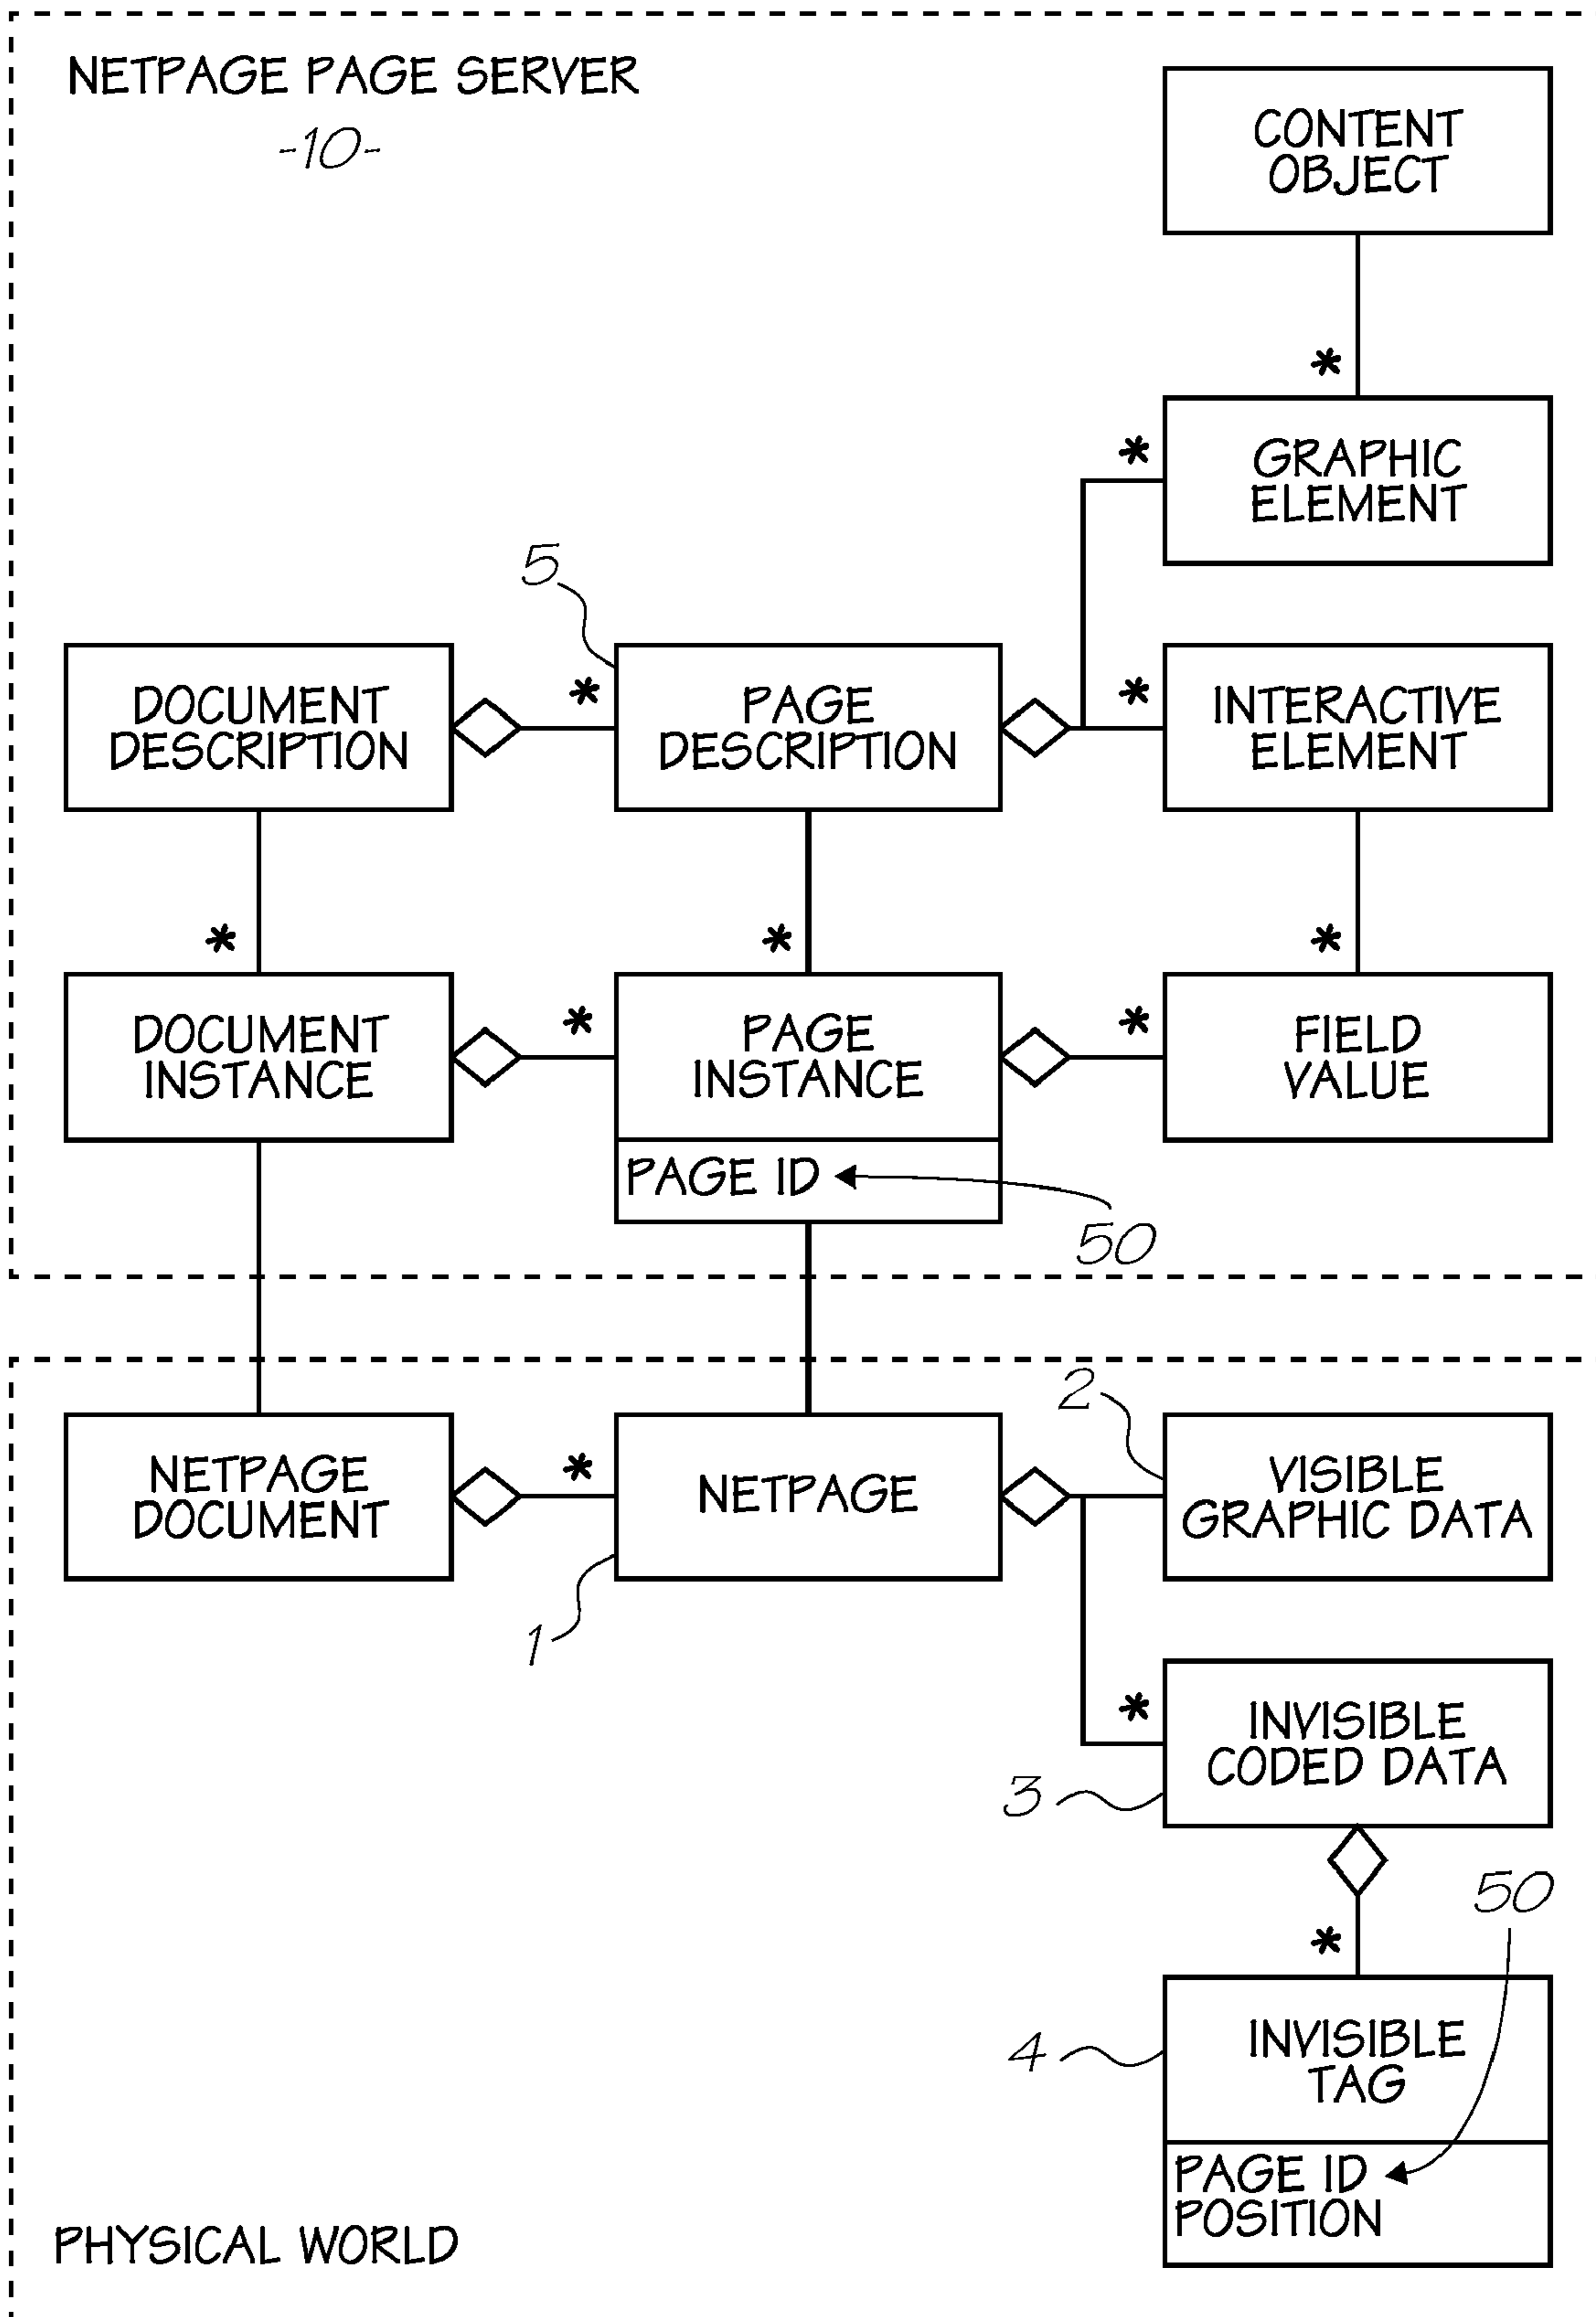 NETPAGE PAGE SERVER
-10-
CONTENT
OBJECT
*
*
GRAPHIC
ELEMENT
5
DOCUMENT
DESCRIPTION
*
PAGE
DESCRIPTION
*
INTERACTIVE
ELEMENT
*
*
*
DOCUMENT
INSTANCE
*
PAGE
INSTANCE
*
FIELD
VALUE
PAGE ID
50
2
NETPAGE
DOCUMENT
*
NETPAGE
VISIBLE
GRAPHIC DATA
1
*
INVISIBLE
CODED DATA
3
50
*
4
INVISIBLE
TAG
PAGE ID
POSITION
PHYSICAL WORLD